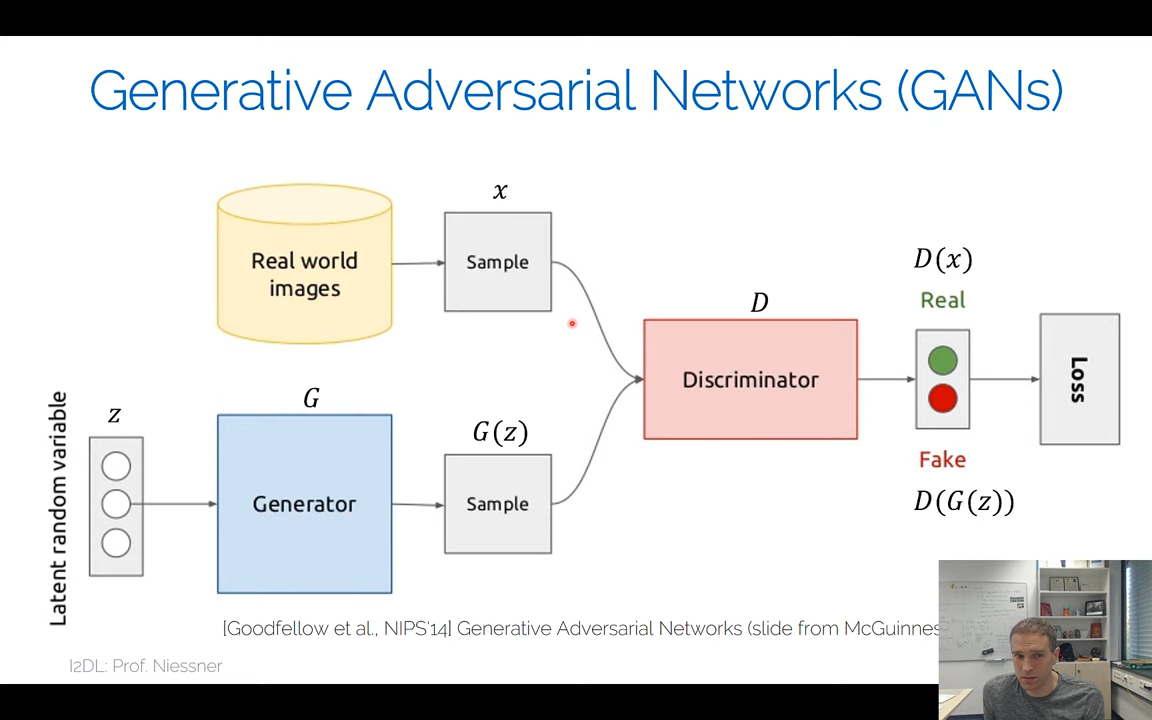 Generative Adversarial Networks (GANs)
x
Real world
images
Sample
D(x)
Real
D
Discriminator
Loss
Fake
D(G(z))
Latent random variable
z
G
Generator
G(z)
Sample
[Goodfellow et al., NIPS'14] Generative Adversarial Networks (slide from McGuinnes
I2DL: Prof. Niessner